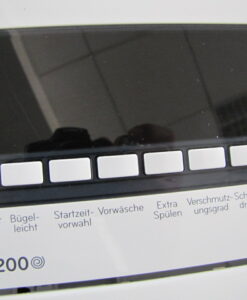 Bügel-
leicht
Startzeit-
vorwahl
Vorwäsche
Extra
Spülen
Verschmutz-
ungsgrad
200